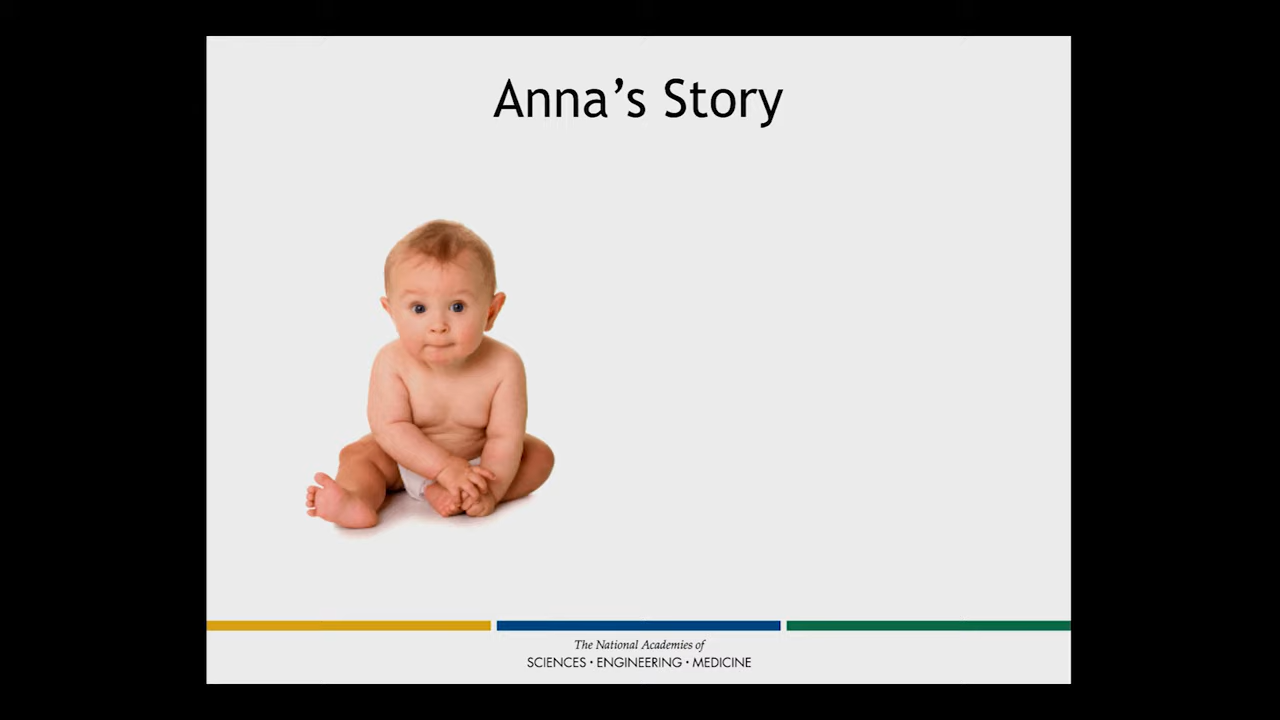 Anna’s Story
The National Academies of
SCIENCES · ENGINEERING · MEDICINE